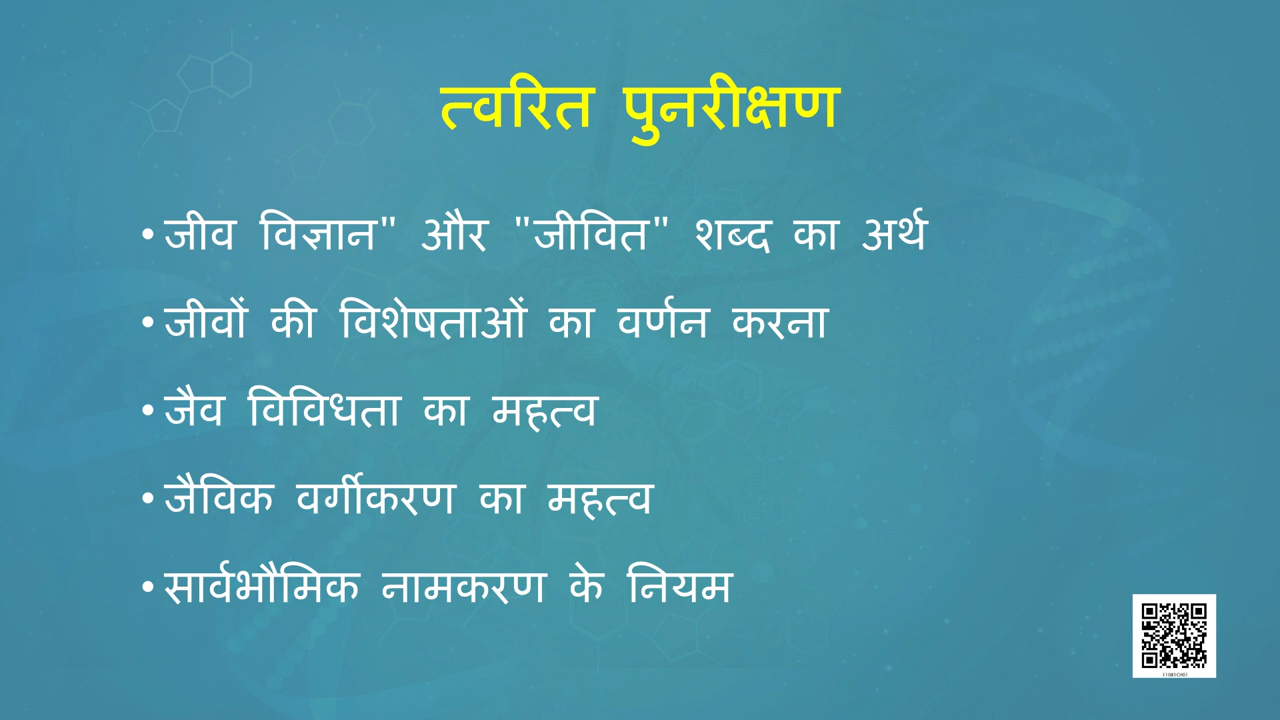 त्वरित पुनरीक्षण
• जीव विज्ञान" और "जीवित" शब्द का अर्थ
• जीवों की विशेषताओं का वर्णन करना
• जैव विविधता का महत्व
• जैविक वर्गीकरण का महत्व
• सार्वभौमिक नामकरण के नियम